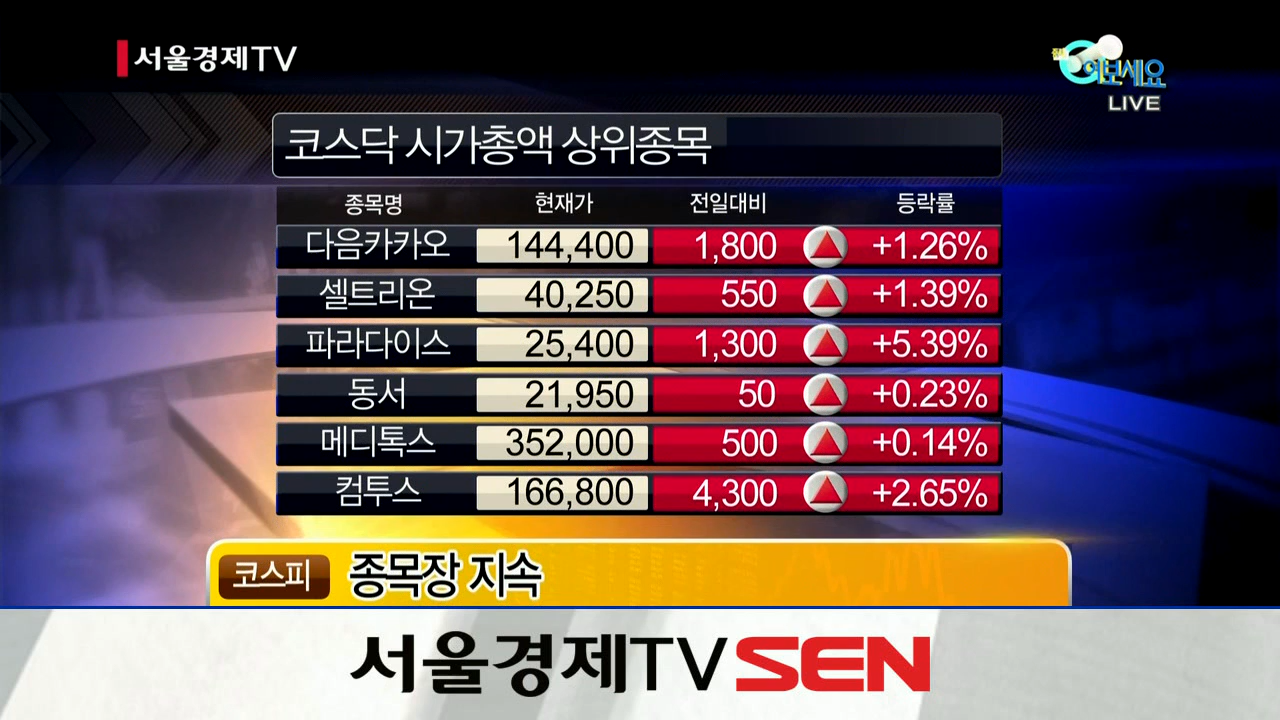 서울경제TV
여보세요
LIVE
코스닥 시가총액 상위종목
종목명 현재가 전일대비 등락률
다음카카오 144,400 1,800 +1.26%
셀트리온 40,250 550 +1.39%
파라다이스 25,400 1,300 +5.39%
동서 21,950 50 +0.23%
메디톡스 352,000 500 +0.14%
컴투스 166,800 4,300 +2.65%
코스피 종목장 지속
서울경제TV SEN